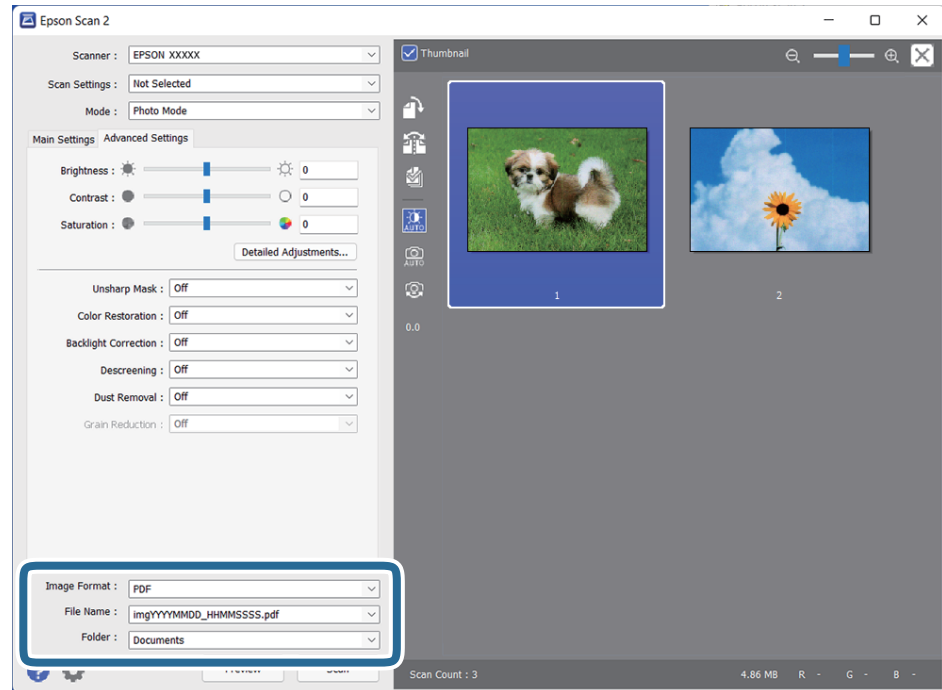 Epson Scan 2
Scanner : EPSON XXXXX
Scan Settings : Not Selected
Mode : Photo Mode
Main Settings Advanced Settings
Brightness : 0
Contrast : 0
Saturation : 0
Detailed Adjustments...
Unsharp Mask : Off
Color Restoration : Off
Backlight Correction : Off
Descreening : Off
Dust Removal : Off
Grain Reduction : Off
Image Format : PDF
File Name : imgYYYYMMDD_HHMMSSSS.pdf
Folder : Documents
Preview Scan
Thumbnail
AUTO
AUTO
0.0
1
2
Scan Count : 3 4.86 MB R - G - B -